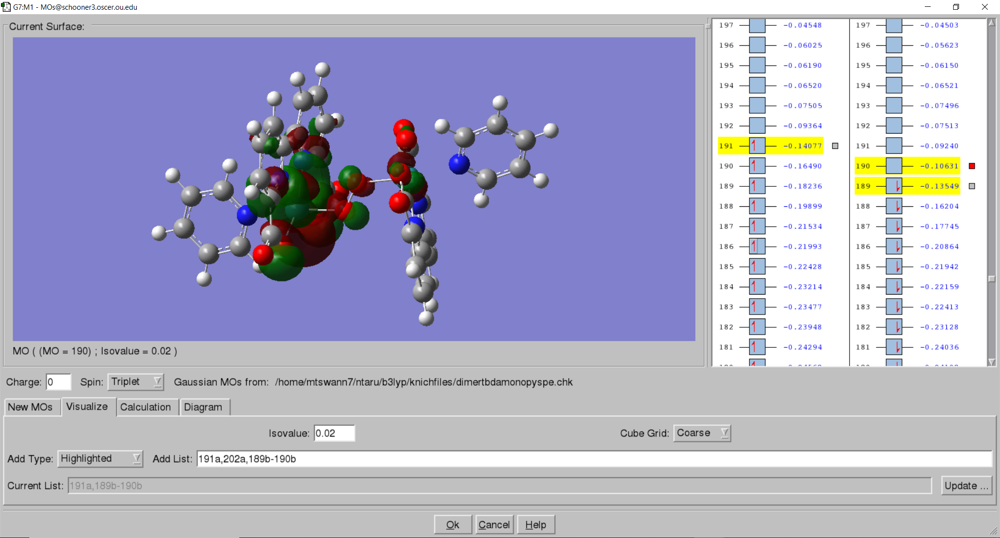 G7:M1 - MOs@schooner3.oscer.ou.edu
Current Surface:
197 -0.04548 197 -0.04503
196 -0.06025 196 -0.05623
195 -0.06190 195 -0.06150
194 -0.06520 194 -0.06521
193 -0.07505 193 -0.07496
192 -0.09364 192 -0.07513
191 -0.14077 191 -0.09240
190 -0.16490 190 -0.10631
189 -0.18236 189 -0.13549
188 -0.19899 188 -0.16204
187 -0.21534 187 -0.17745
186 -0.21993 186 -0.20864
185 -0.22428 185 -0.21942
184 -0.23214 184 -0.22159
183 -0.23477 183 -0.22413
182 -0.23948 182 -0.23128
181 -0.24294 181 -0.24036
MO ( (MO = 190) ; Isovalue = 0.02 )
Charge: 0 Spin: Triplet Gaussian MOs from: /home/mtswann7/ntaru/b3lyp/knichfiles/dimertbdamonopyspe.chk
New MOs Visualize Calculation Diagram
Isovalue: 0.02 Cube Grid: Coarse
Add Type: Highlighted Add List: 191a,202a,189b-190b
Current List: 191a,189b-190b Update ...
Ok Cancel Help